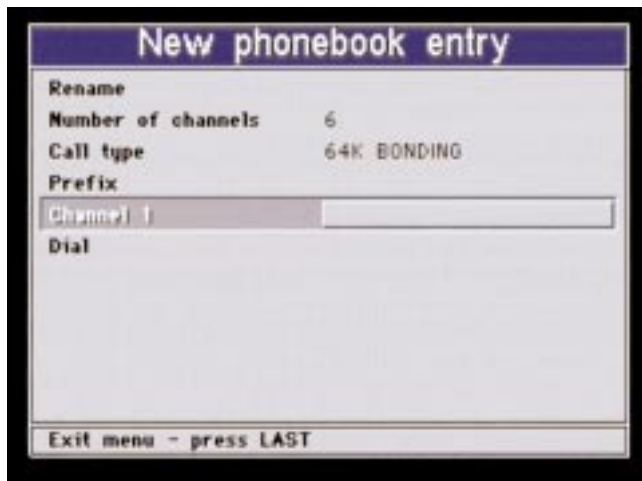 New phonebook entry
Rename
Number of channels 6
Call type 64K BONDING
Prefix
Channel 1
Dial
Exit menu - press LAST